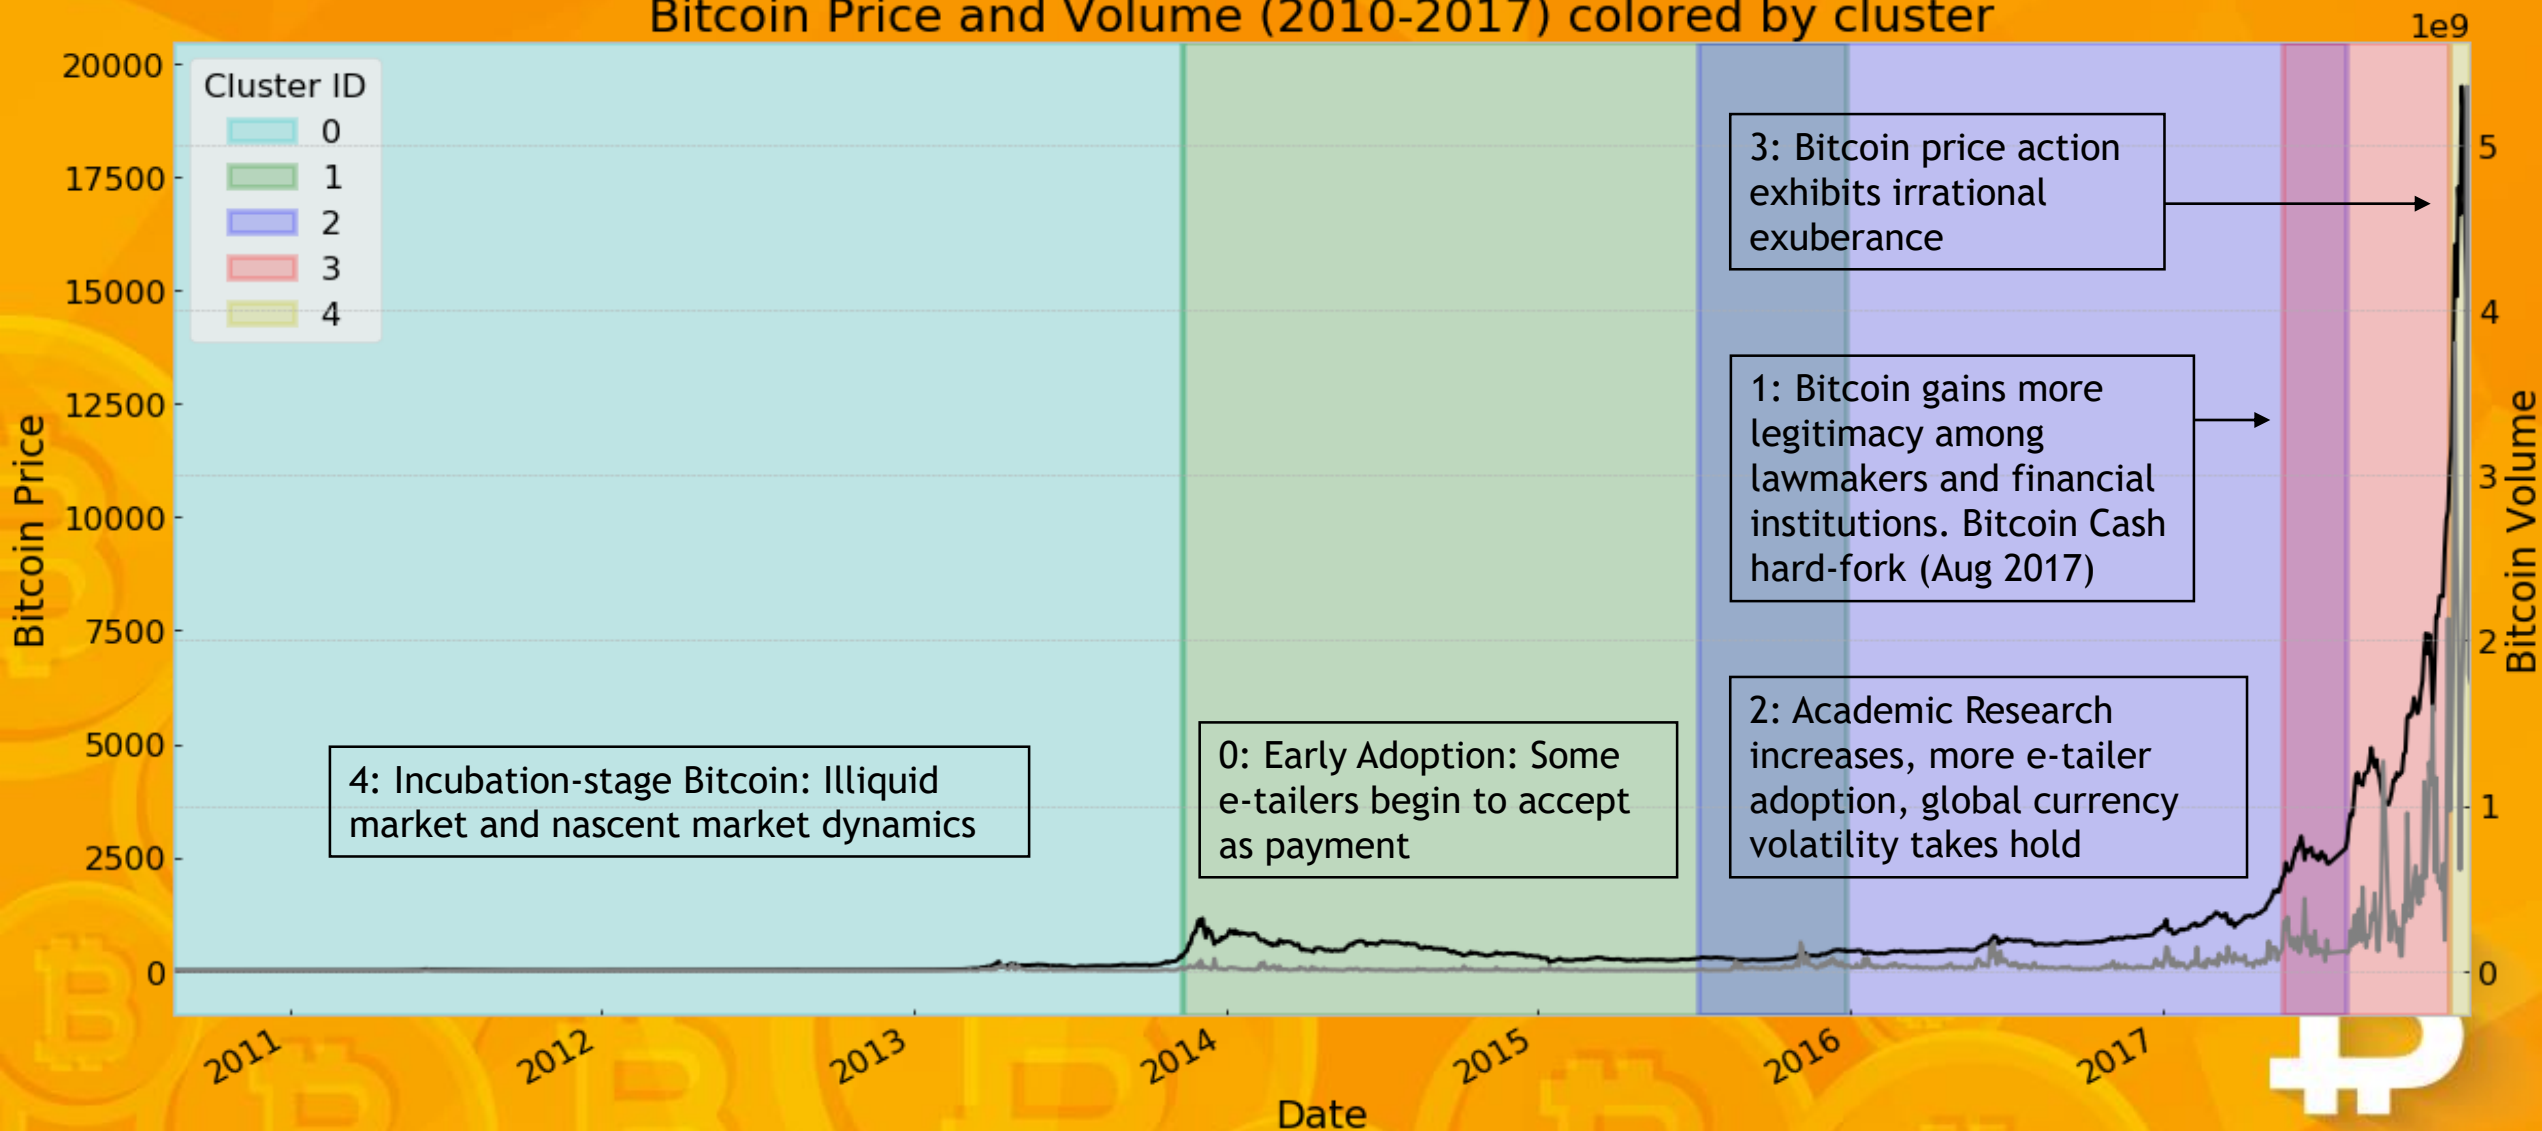 Bitcoin Price and Volume (2010-2017) colored by cluster
1e9
20000
17500
15000
12500
10000
7500
5000
2500
0
Bitcoin Price
Cluster ID
0
1
2
3
4
3: Bitcoin price action
exhibits irrational
exuberance
1: Bitcoin gains more
legitimacy among
lawmakers and financial
institutions. Bitcoin Cash
hard-fork (Aug 2017)
2: Academic Research
increases, more e-tailer
adoption, global currency
volatility takes hold
0: Early Adoption: Some
e-tailers begin to accept
as payment
4: Incubation-stage Bitcoin: Illiquid
market and nascent market dynamics
5
4
3
2
1
0
Bitcoin Volume
2011
2012
2013
2014
2015
2016
2017
Date